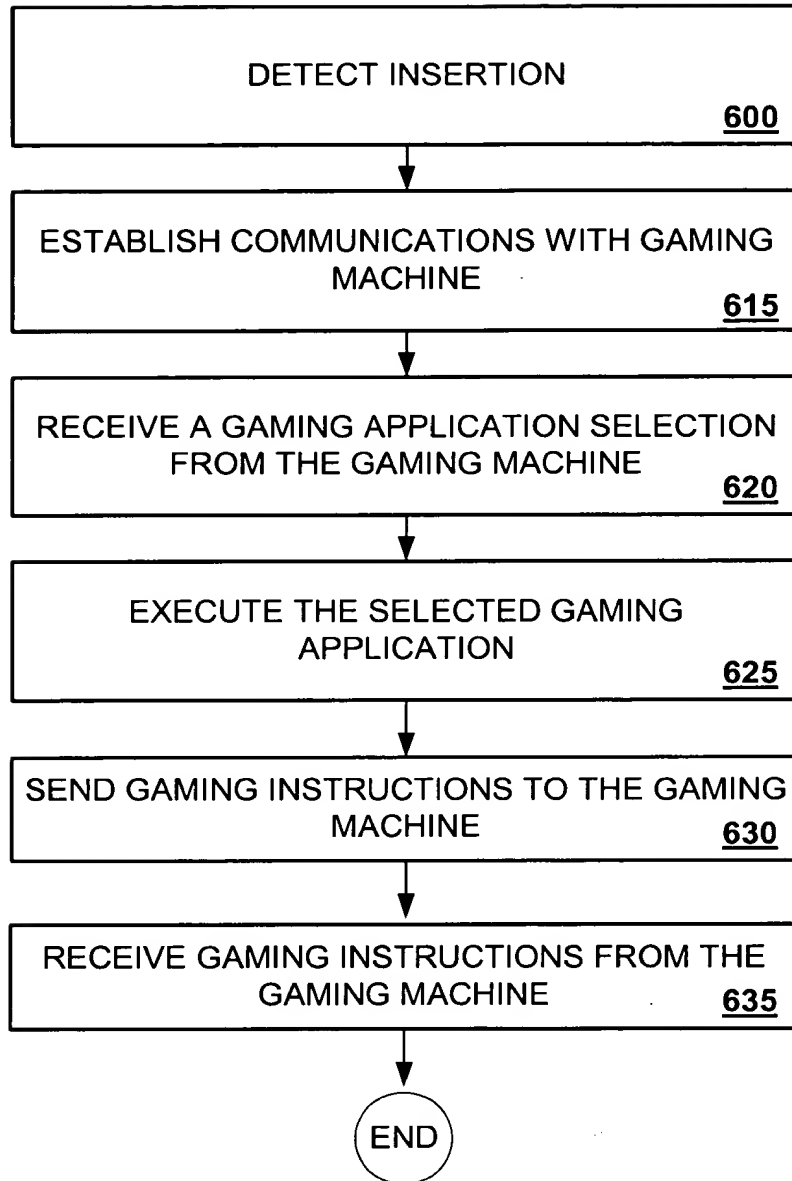 DETECT INSERTION
600
ESTABLISH COMMUNICATIONS WITH GAMING
MACHINE
615
RECEIVE A GAMING APPLICATION SELECTION
FROM THE GAMING MACHINE
620
EXECUTE THE SELECTED GAMING
APPLICATION
625
SEND GAMING INSTRUCTIONS TO THE GAMING
MACHINE
630
RECEIVE GAMING INSTRUCTIONS FROM THE
GAMING MACHINE
635
END